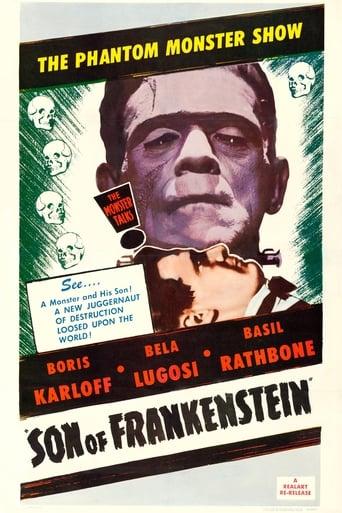 THE PHANTOM MONSTER SHOW
THE
MONSTER
TALKS
See....
A Monster and His Son!
A NEW JUGGERNAUT
OF DESTRUCTION
LOOSED UPON THE
WORLD!
BORIS
KARLOFF •
BELA
LUGOSI •
BASIL
RATHBONE
"SON OF FRANKENSTEIN"
A
REALART
RE-RELEASE